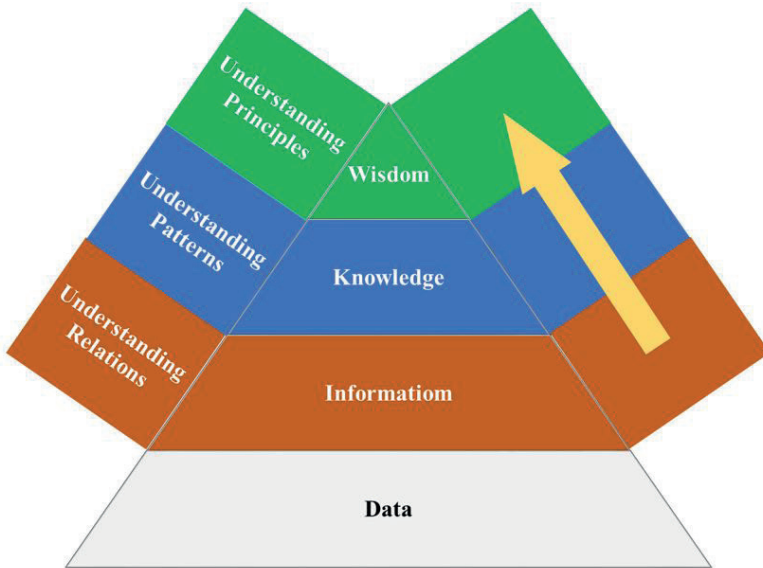 Understanding
Principles
Wisdom
Understanding
Patterns
Knowledge
Understanding
Relations
Informatiom
Data